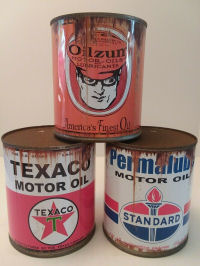 Oilzum
MOTOR OILS
LUBRICANTS
America's Finest Oil
TEXACO
MOTOR OIL
TEXACO
T
Permalube
MOTOR OIL
STANDARD